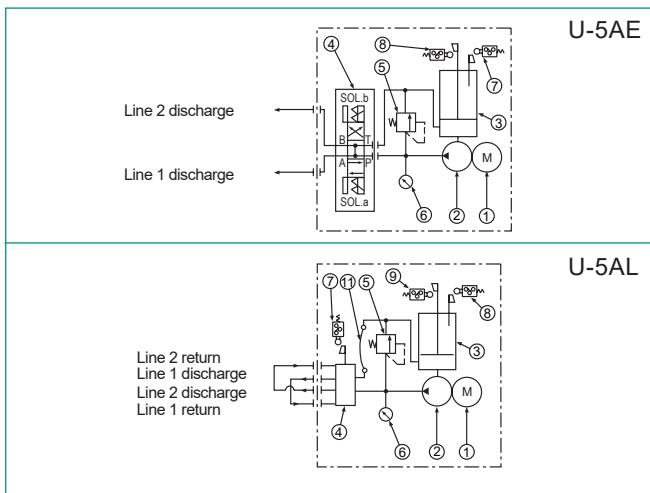 U-5AE
④
⑧
⑤
⑦
SOL.b
W
③
Line 2 discharge
B T
A P
Line 1 discharge
M
SOL.a
⑥
②
①
U-5AL
⑦
⑪
⑤
⑨
⑧
W
③
Line 2 return
Line 1 discharge
Line 2 discharge
Line 1 return
M
④
⑥
②
①